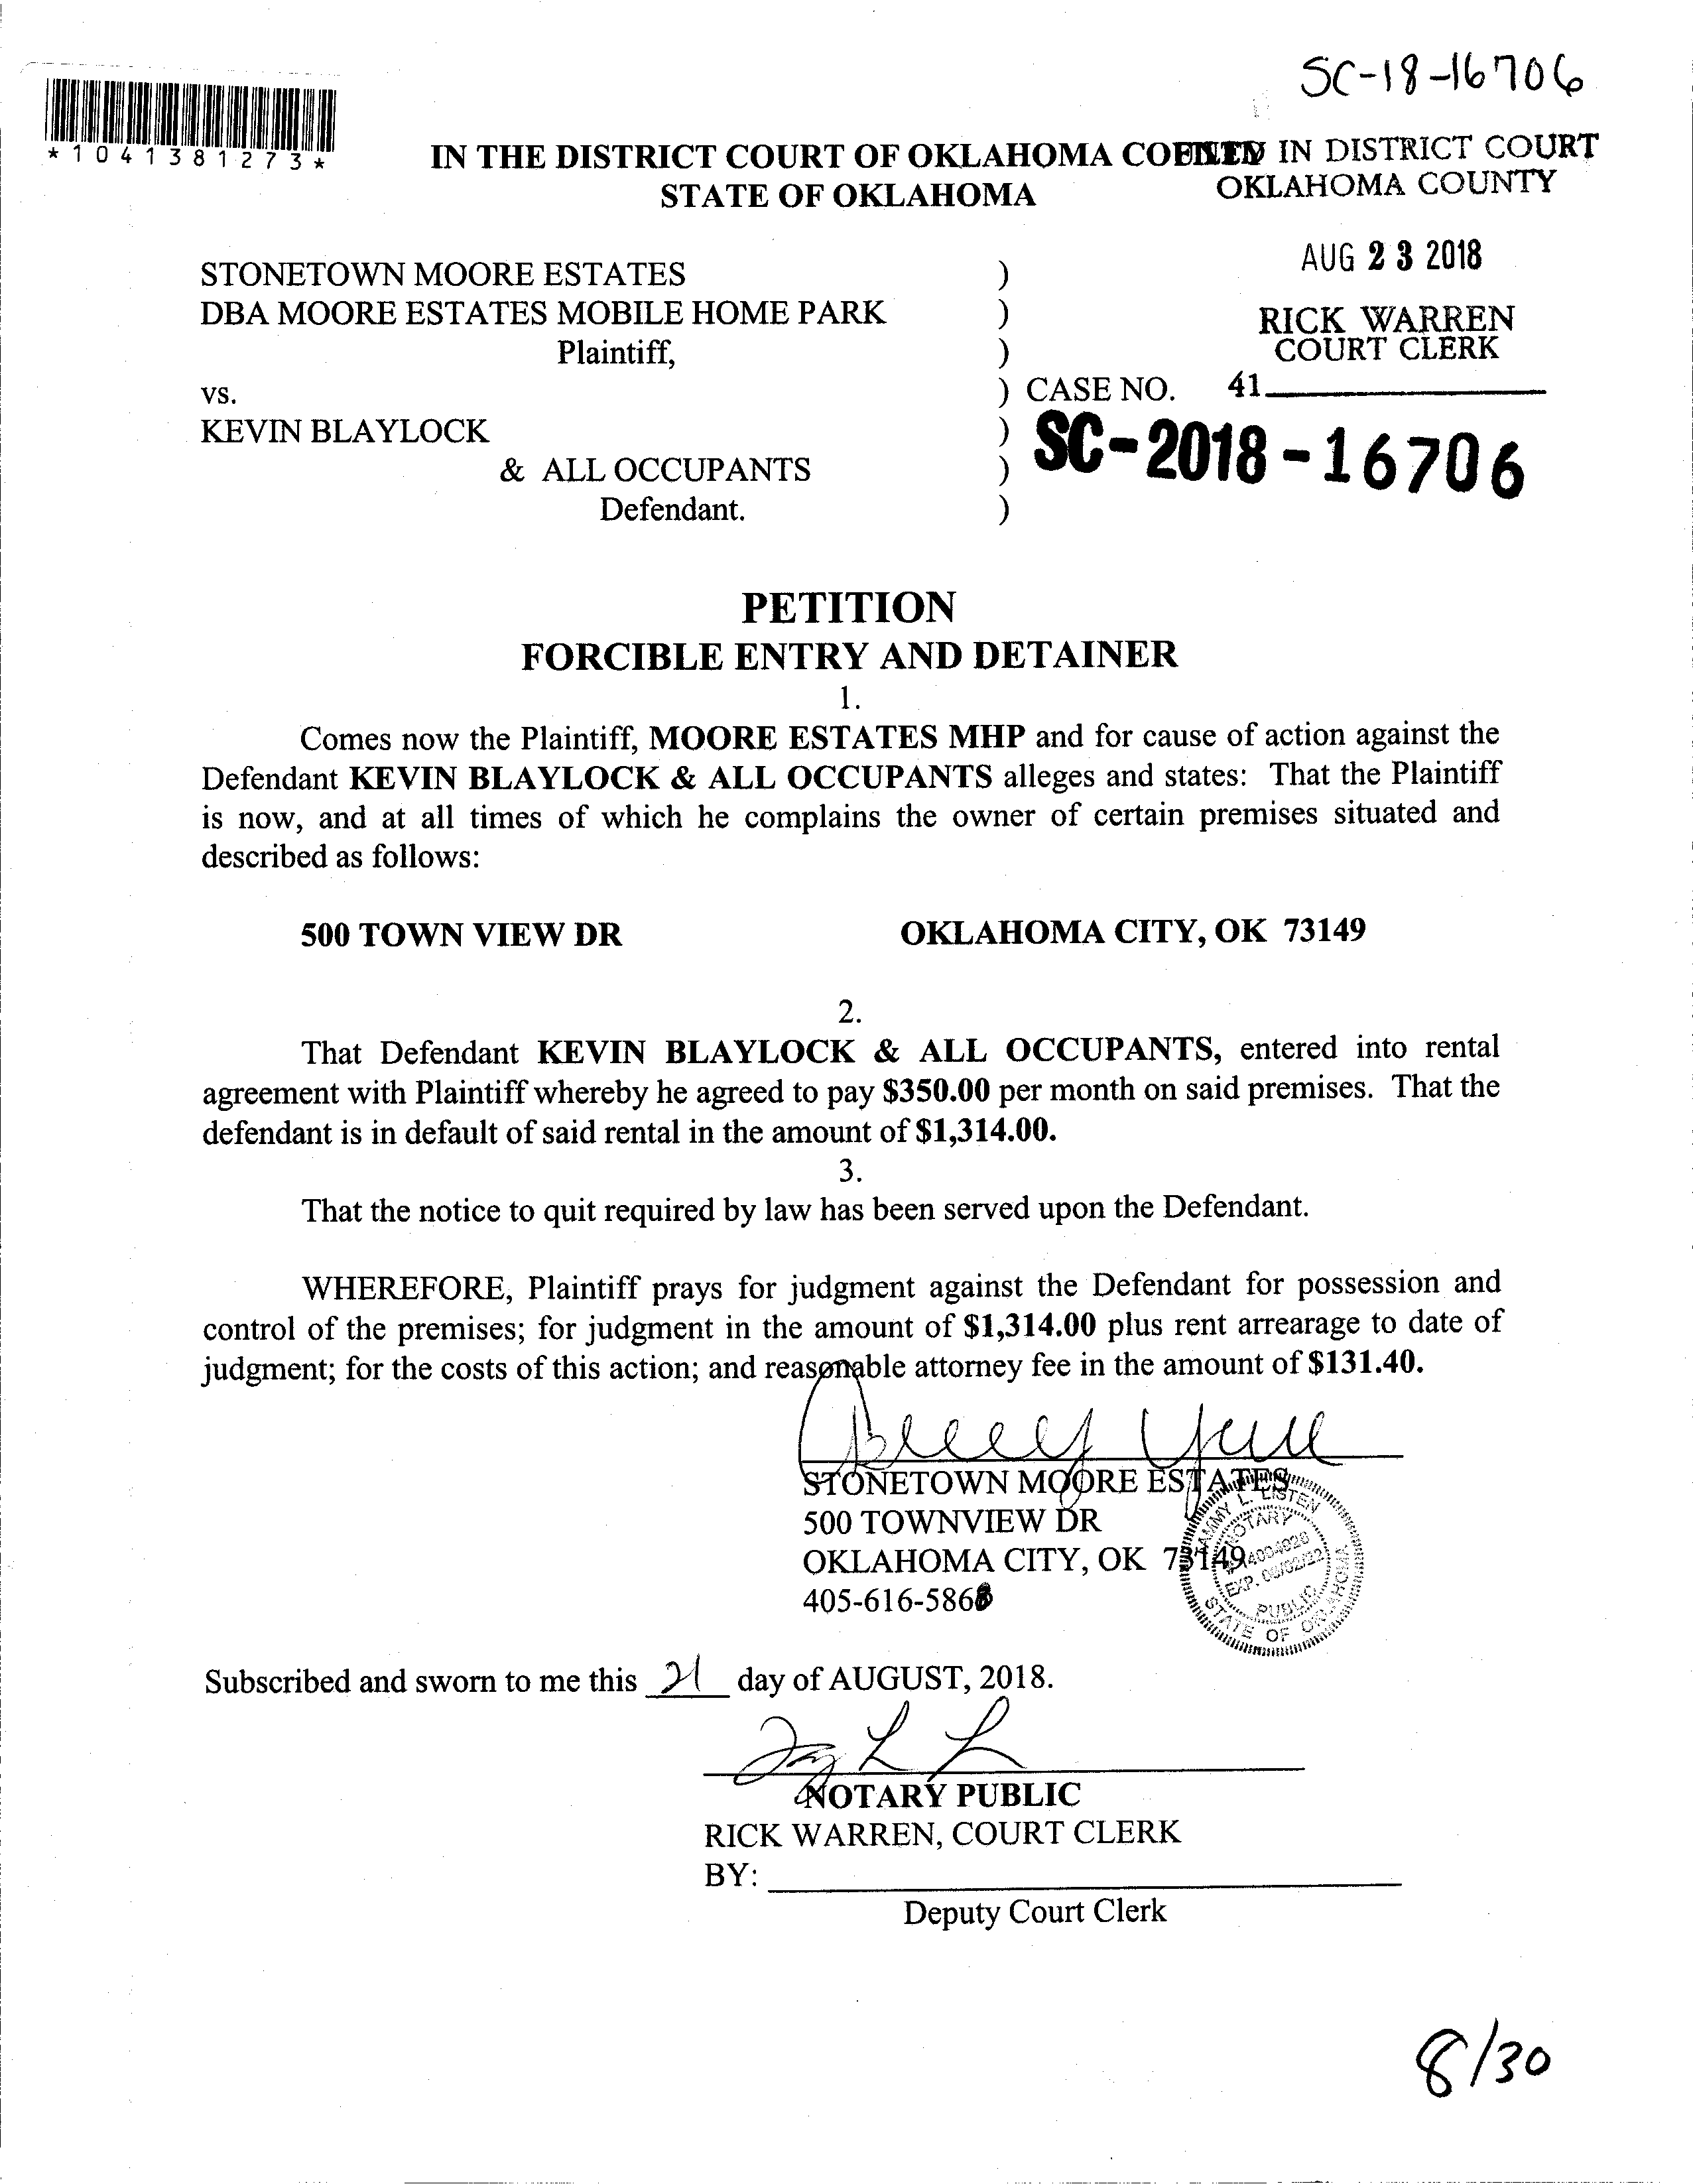 SC-18-16706
*1041381273*
IN THE DISTRICT COURT OF OKLAHOMA
FILED IN DISTRICT COURT
STATE OF OKLAHOMA
OKLAHOMA COUNTY
AUG 23 2018
STONETOWN MOORE ESTATES )
DBA MOORE ESTATES MOBILE HOME PARK )
RICK WARREN
COURT CLERK
Plaintiff, )
vs. ) CASE NO. 41
KEVIN BLAYLOCK )
SC-2018-16706
& ALL OCCUPANTS )
Defendant. )
PETITION
FORCIBLE ENTRY AND DETAINER
1.
Comes now the Plaintiff, MOORE ESTATES MHP and for cause of action against the
Defendant KEVIN BLAYLOCK & ALL OCCUPANTS alleges and states: That the Plaintiff
is now, and at all times of which he complains the owner of certain premises situated and
described as follows:
500 TOWN VIEW DR OKLAHOMA CITY, OK 73149
2.
That Defendant KEVIN BLAYLOCK & ALL OCCUPANTS, entered into rental
agreement with Plaintiff whereby he agreed to pay $350.00 per month on said premises. That the
defendant is in default of said rental in the amount of $1,314.00.
3.
That the notice to quit required by law has been served upon the Defendant.
WHEREFORE, Plaintiff prays for judgment against the Defendant for possession and
control of the premises; for judgment in the amount of $1,314.00 plus rent arrearage to date of
judgment; for the costs of this action; and reasonable attorney fee in the amount of $131.40.
STONETOWN MOORE ESTATES
500 TOWNVIEW DR
OKLAHOMA CITY, OK 73149
405-616-586
L. LISTEN
NOTARY
PUBLIC
STATE OF OKLAHOMA
Subscribed and sworn to me this 21 day of AUGUST, 2018.
NOTARY PUBLIC
RICK WARREN, COURT CLERK
BY:
Deputy Court Clerk
8/30